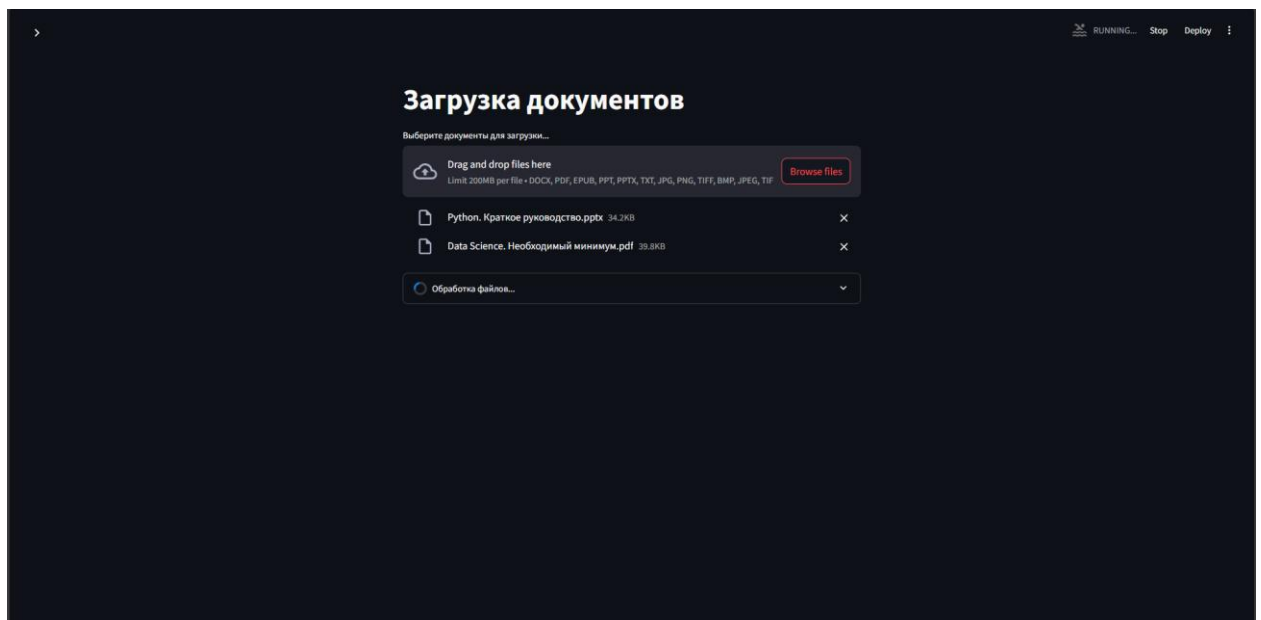 RUNNING... Stop Deploy
Загрузка документов
Выберите документы для загрузки...
Drag and drop files here
Limit 200MB per file • DOCX, PDF, EPUB, PPT, PPTX, TXT, JPG, PNG, TIFF, BMP, JPEG, TIF
Browse files
Python. Краткое руководство.pptx 34.2KB
Data Science. Необходимый минимум.pdf 39.8KB
Обработка файлов...